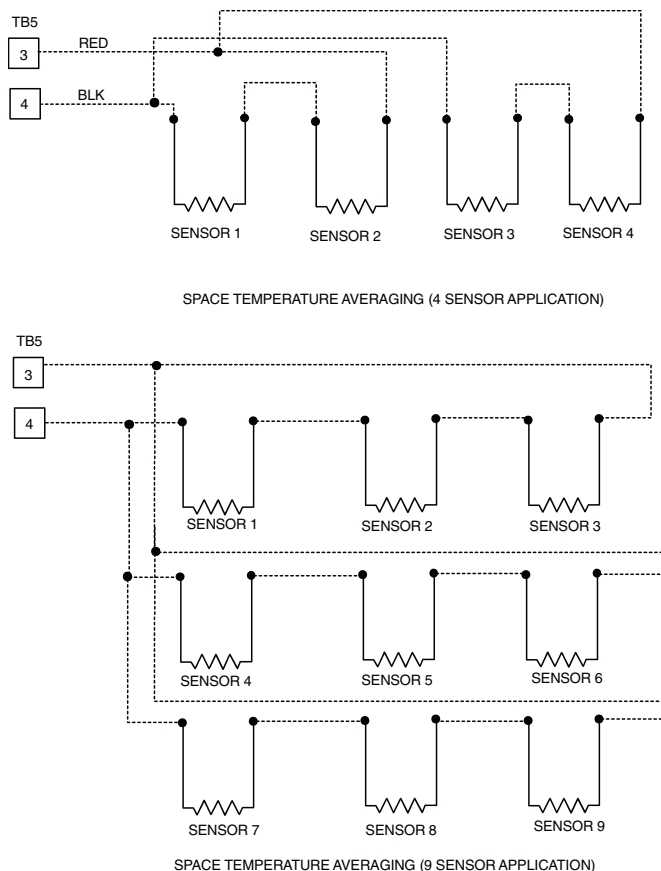 TB5
3
RED
4
BLK
SENSOR 1
SENSOR 2
SENSOR 3
SENSOR 4
SPACE TEMPERATURE AVERAGING (4 SENSOR APPLICATION)
TB5
3
4
SENSOR 1
SENSOR 2
SENSOR 3
SENSOR 4
SENSOR 5
SENSOR 6
SENSOR 7
SENSOR 8
SENSOR 9
SPACE TEMPERATURE AVERAGING (9 SENSOR APPLICATION)